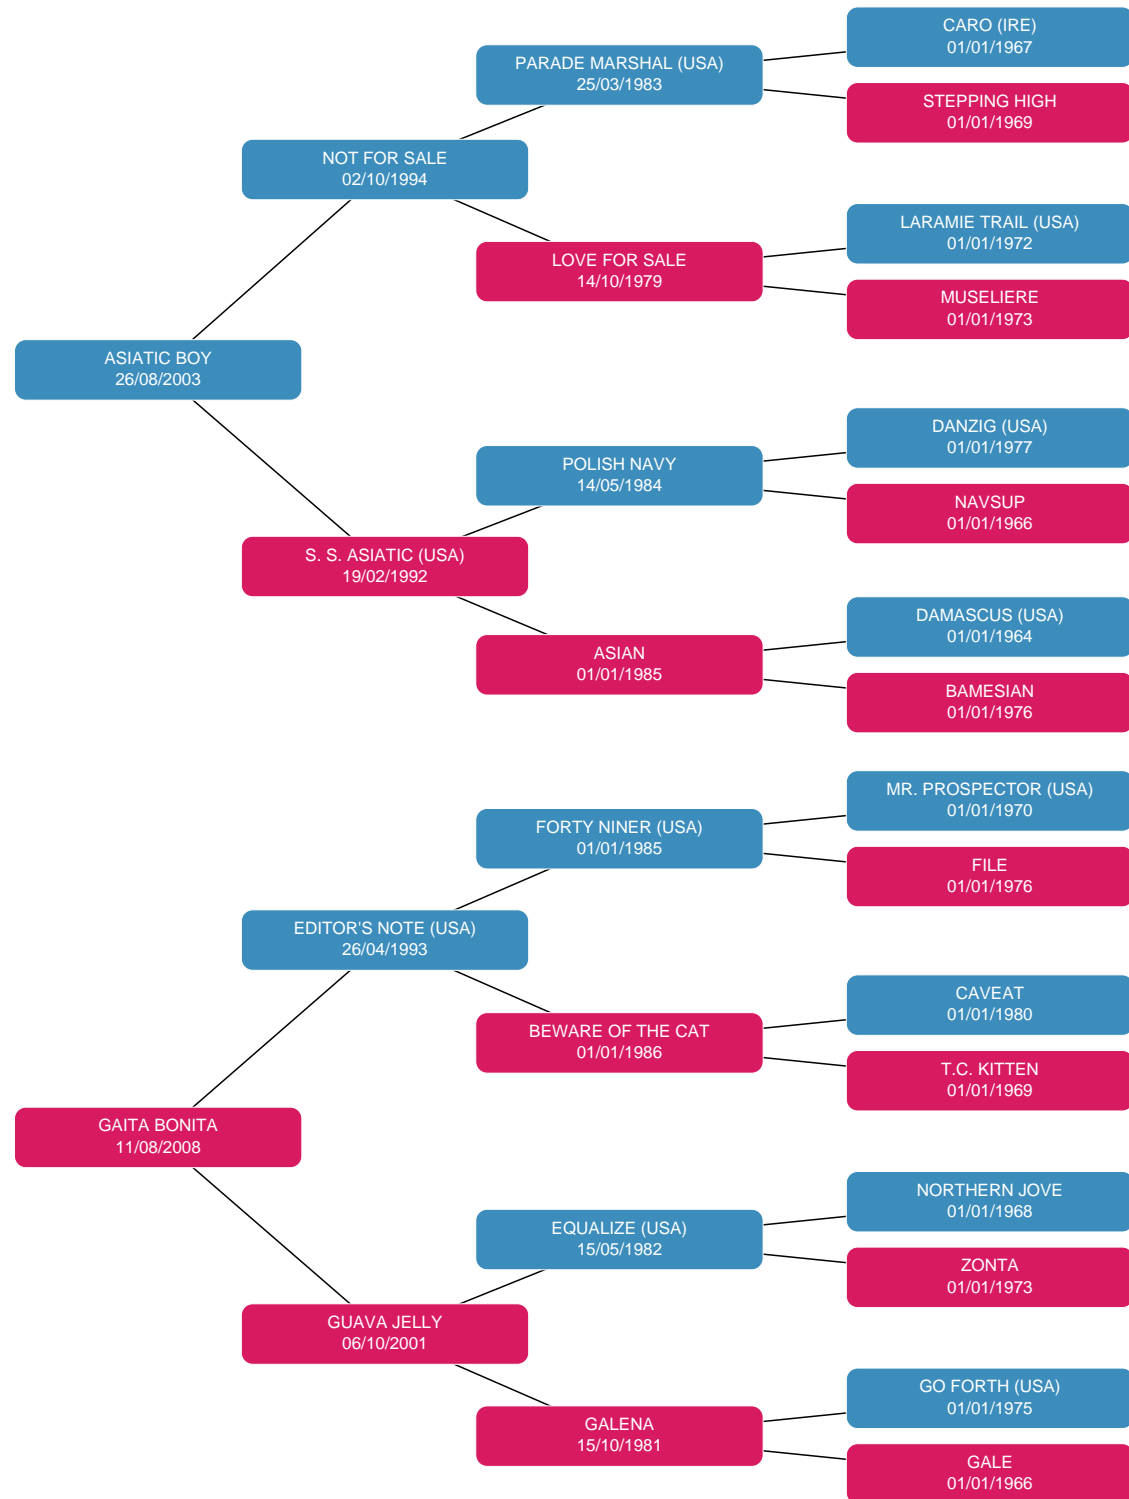 CARO (IRE)
01/01/1967
PARADE MARSHAL (USA)
25/03/1983
STEPPING HIGH
01/01/1969
NOT FOR SALE
02/10/1994
LARAMIE TRAIL (USA)
01/01/1972
LOVE FOR SALE
14/10/1979
MUSELIERE
01/01/1973
ASIATIC BOY
26/08/2003
DANZIG (USA)
01/01/1977
POLISH NAVY
14/05/1984
NAVSUP
01/01/1966
S. S. ASIATIC (USA)
19/02/1992
DAMASCUS (USA)
01/01/1964
ASIAN
01/01/1985
BAMESIAN
01/01/1976
MR. PROSPECTOR (USA)
01/01/1970
FORTY NINER (USA)
01/01/1985
FILE
01/01/1976
EDITOR'S NOTE (USA)
26/04/1993
CAVEAT
01/01/1980
BEWARE OF THE CAT
01/01/1986
T.C. KITTEN
01/01/1969
GAITA BONITA
11/08/2008
NORTHERN JOVE
01/01/1968
EQUALIZE (USA)
15/05/1982
ZONTA
01/01/1973
GUAVA JELLY
06/10/2001
GO FORTH (USA)
01/01/1975
GALENA
15/10/1981
GALE
01/01/1966